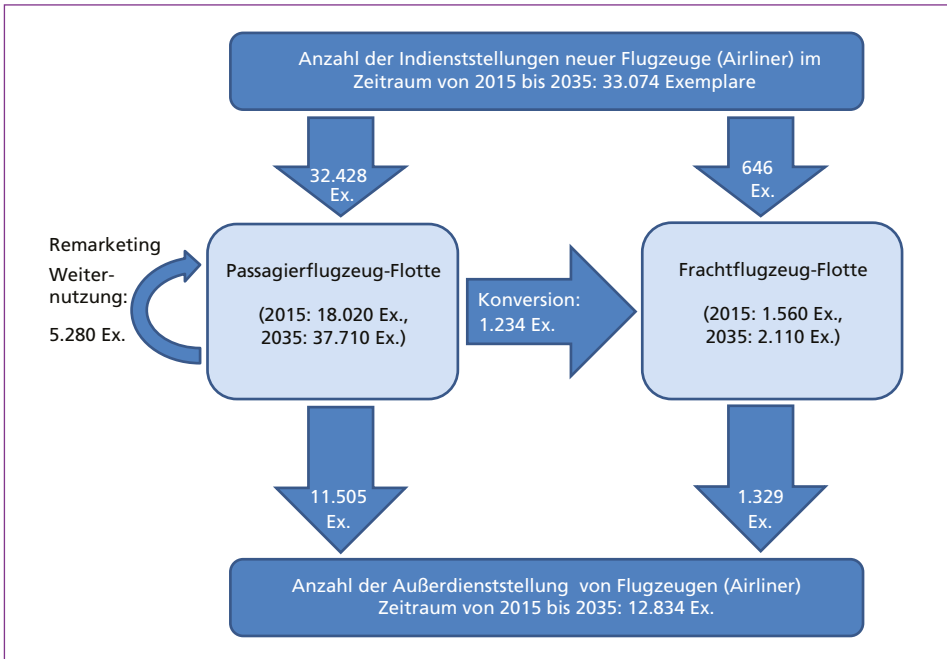 Anzahl der Indienststellungen neuer Flugzeuge (Airliner) im
Zeitraum von 2015 bis 2035: 33.074 Exemplare
32.428
Ex.
646
Ex.
Remarketing
Weiter-
nutzung:
5.280 Ex.
Passagierflugzeug-Flotte
(2015: 18.020 Ex.,
2035: 37.710 Ex.)
Konversion:
1.234 Ex.
Frachtflugzeug-Flotte
(2015: 1.560 Ex.,
2035: 2.110 Ex.)
11.505
Ex.
1.329
Ex.
Anzahl der Außerdienststellung von Flugzeugen (Airliner)
Zeitraum von 2015 bis 2035: 12.834 Ex.